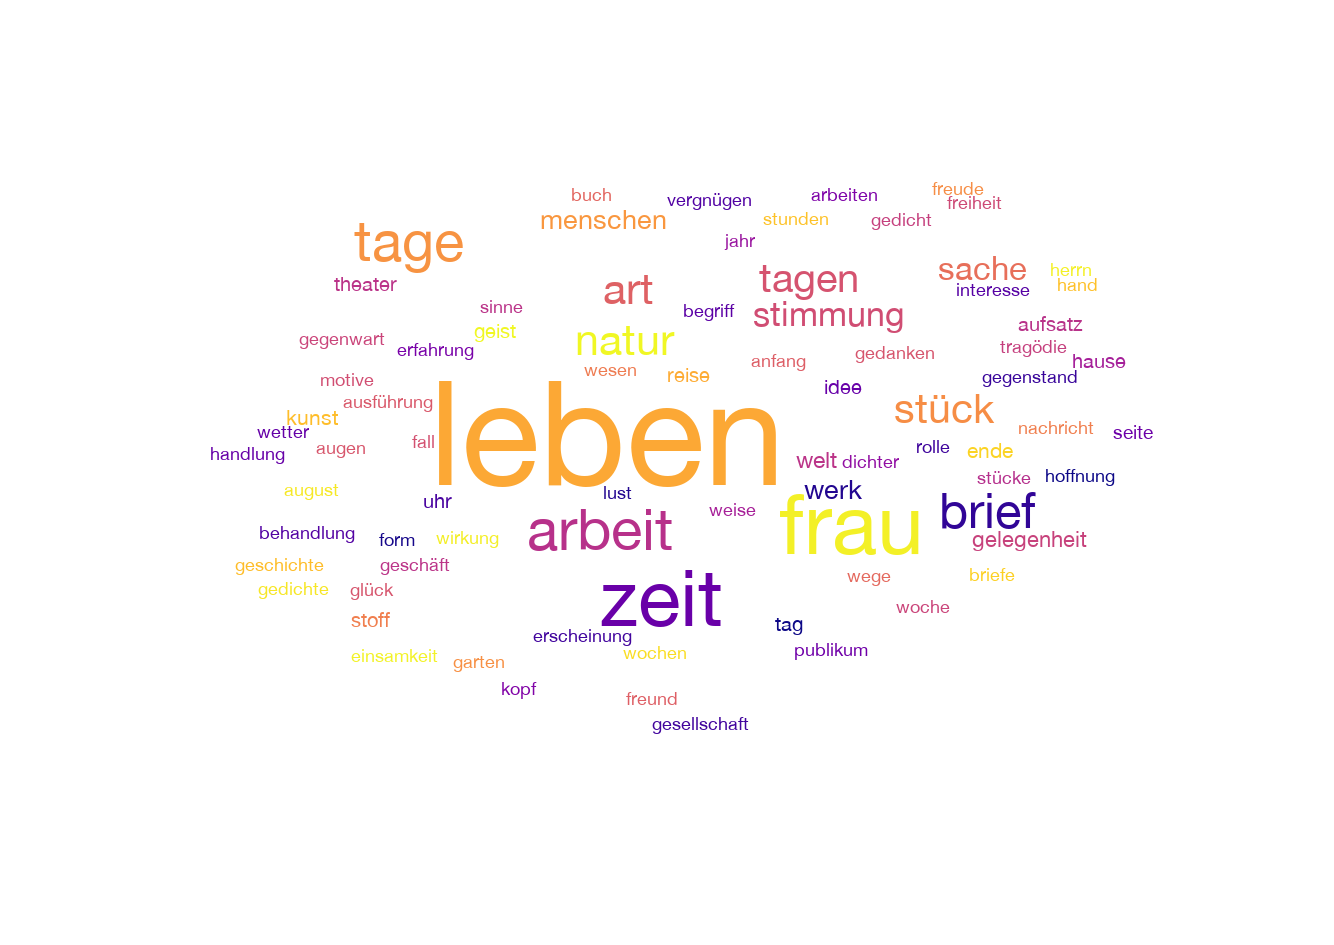 buch
vergnügen
arbeiten
freude
freiheit
menschen
stunden
gedicht
tage
jahr
theater
art
tagen
sache
herrn
hand
interesse
sinne
begriff
stimmung
aufsatz
geist
gegenwart
erfahrung
natur
anfang
gedanken
tragödie
hause
wesen
reise
motive
idee
gegenstand
ausführung
kunst
leben
stück
wetter
nachricht
seite
handlung
augen
fall
rolle
ende
welt
dichter
stücke
hoffnung
august
uhr
lust
werk
weise
frau
brief
behandlung
form
wirkung
arbeit
gelegenheit
geschichte
geschäft
wege
briefe
gedichte
glück
zeit
woche
stoff
tag
erscheinung
einsamkeit
garten
wochen
publikum
kopf
freund
gesellschaft